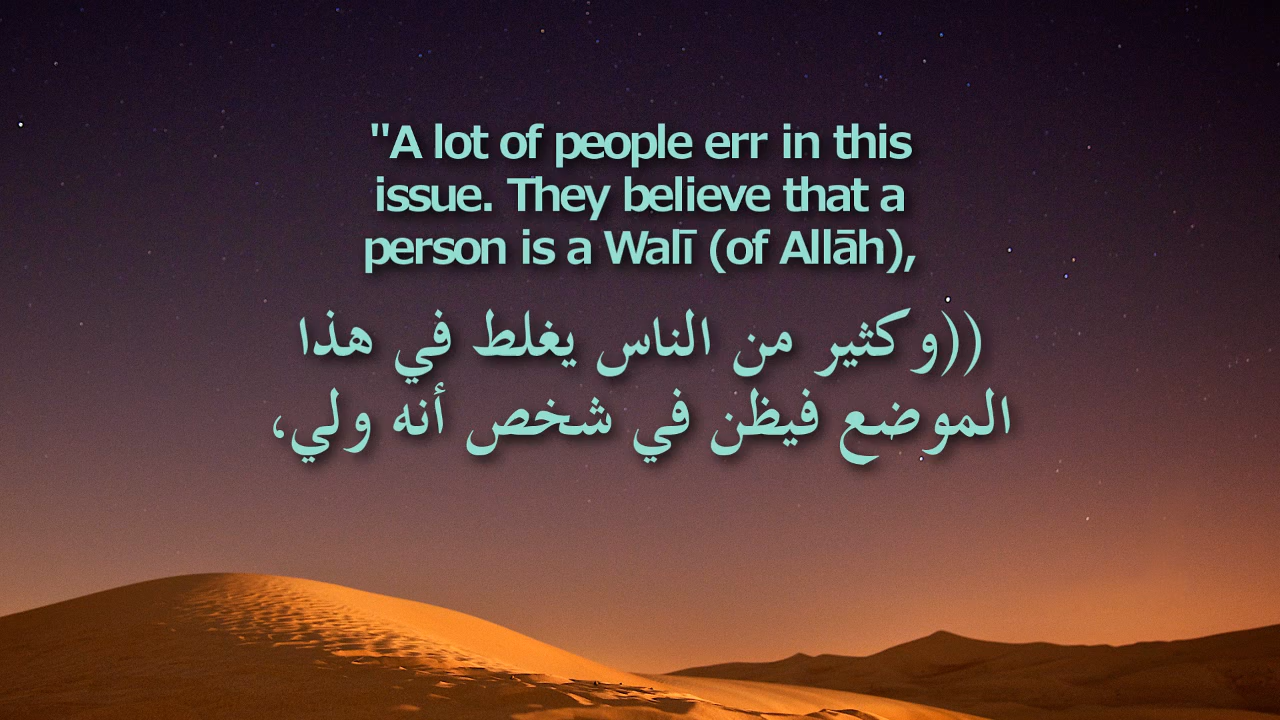 "A lot of people err in this
issue. They believe that a
person is a Walī (of Allāh),
((وكثير من الناس يغلط في هذا
الموضع فيظن في شخص أنه ولي،